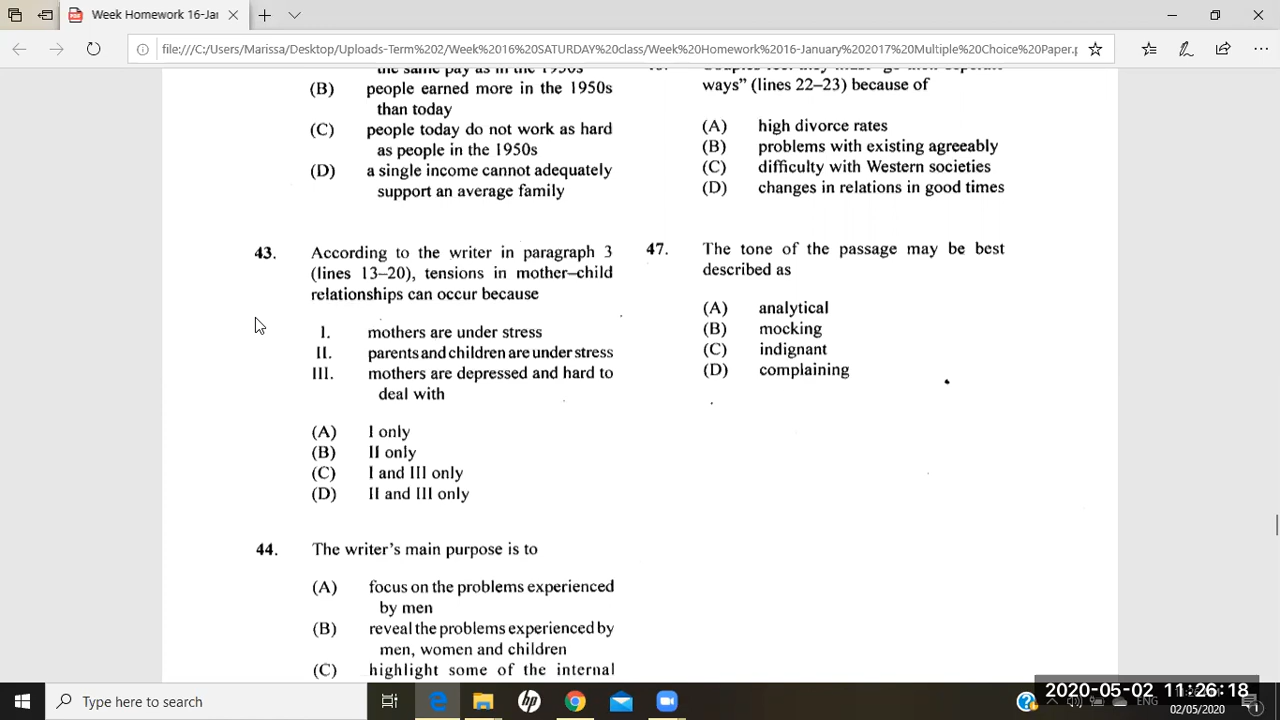 Week Homework 16-Jan
file:///C:/Users/Marissa/Desktop/Uploads-Term%202/Week%2016%20SATURDAY%20class/Week%20Homework%2016-January%202017%20Multiple%20Choice%20Paper.p
the same pay as in the 1950s
(B) people earned more in the 1950s
than today
(C) people today do not work as hard
as people in the 1950s
(D) a single income cannot adequately
support an average family
43. According to the writer in paragraph 3
(lines 13–20), tensions in mother–child
relationships can occur because
I. mothers are under stress
II. parents and children are under stress
III. mothers are depressed and hard to
deal with
(A) I only
(B) II only
(C) I and III only
(D) II and III only
44. The writer's main purpose is to
(A) focus on the problems experienced
by men
(B) reveal the problems experienced by
men, women and children
(C) highlight some of the internal
ways” (lines 22–23) because of
(A) high divorce rates
(B) problems with existing agreeably
(C) difficulty with Western societies
(D) changes in relations in good times
47. The tone of the passage may be best
described as
(A) analytical
(B) mocking
(C) indignant
(D) complaining
Type here to search
ENG
2020-05-02 11:26:18
02/05/2020